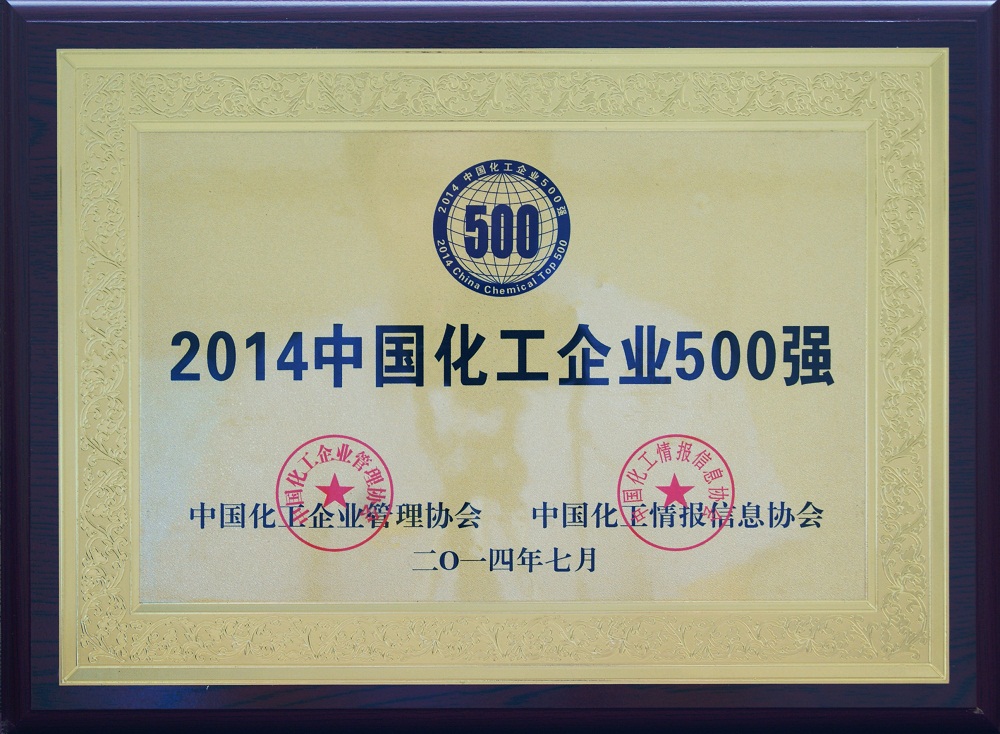 2014 中国化工企业500强
500
2014 China Chemical Top 500
2014中国化工企业500强
中国化工企业管理协会
中国化工情报信息协会
中国化工企业管理协会 中国化工情报信息协会
二O一四年七月